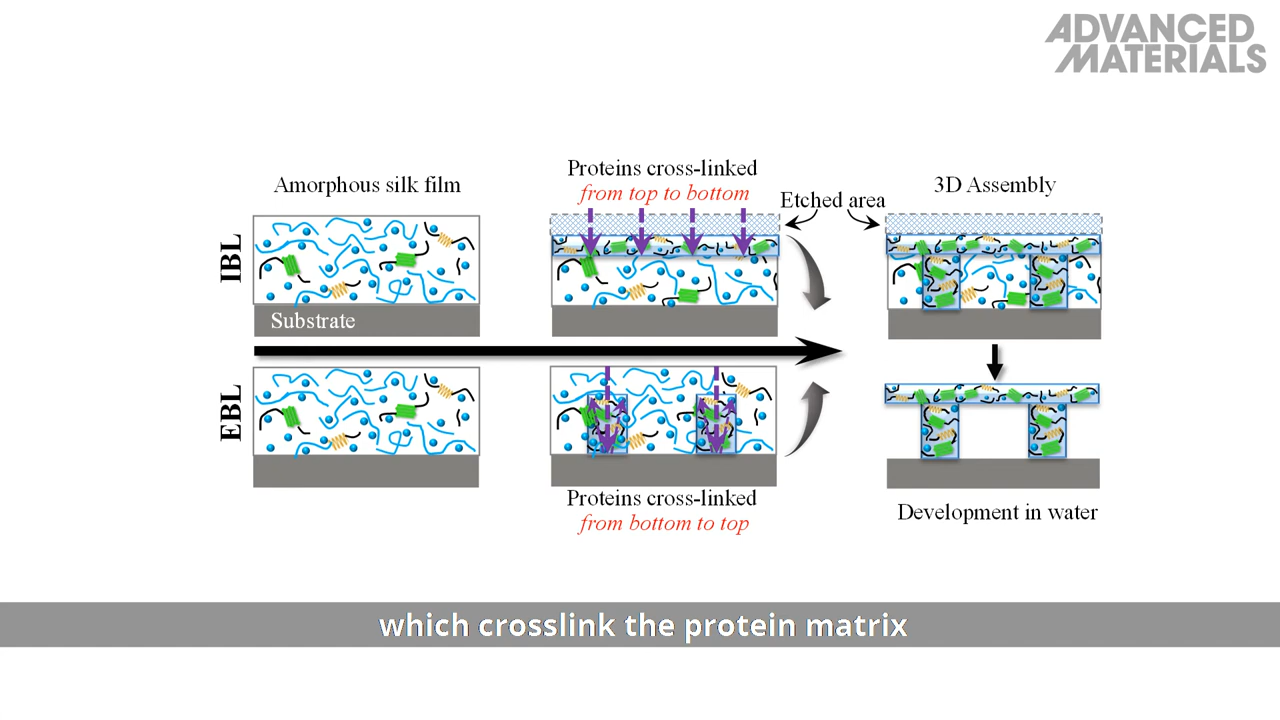 ADVANCED
MATERIALS
Amorphous silk film
Proteins cross-linked
from top to bottom
Etched area
3D Assembly
IBL
Substrate
EBL
Proteins cross-linked
from bottom to top
Development in water
which crosslink the protein matrix